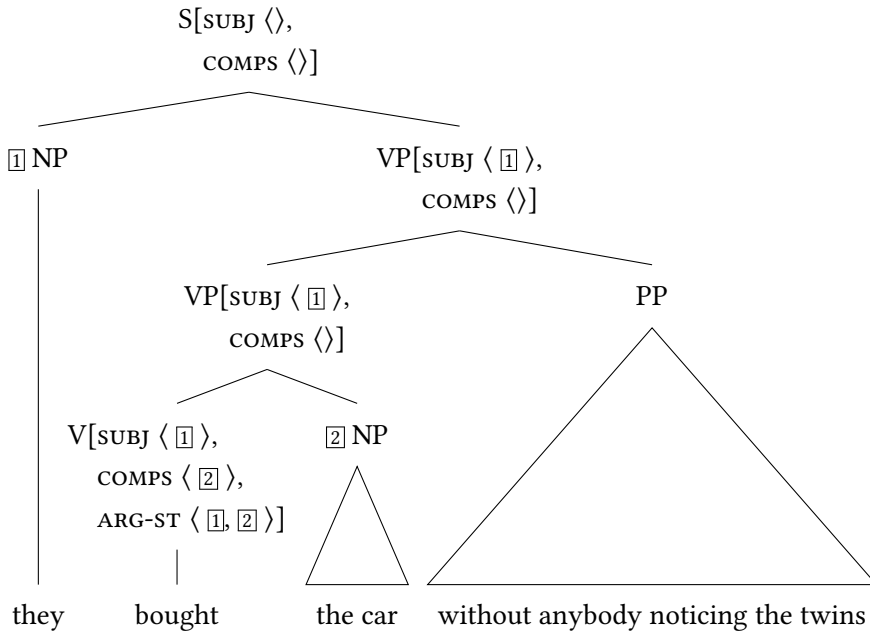 S[SUBJ ⟨⟩,
COMPS ⟨⟩]
1 NP
VP[SUBJ ⟨ 1 ⟩,
COMPS ⟨⟩]
VP[SUBJ ⟨ 1 ⟩,
COMPS ⟨⟩]
PP
V[SUBJ ⟨ 1 ⟩,
COMPS ⟨ 2 ⟩,
ARG-ST ⟨ 1, 2 ⟩]
2 NP
they bought the car without anybody noticing the twins